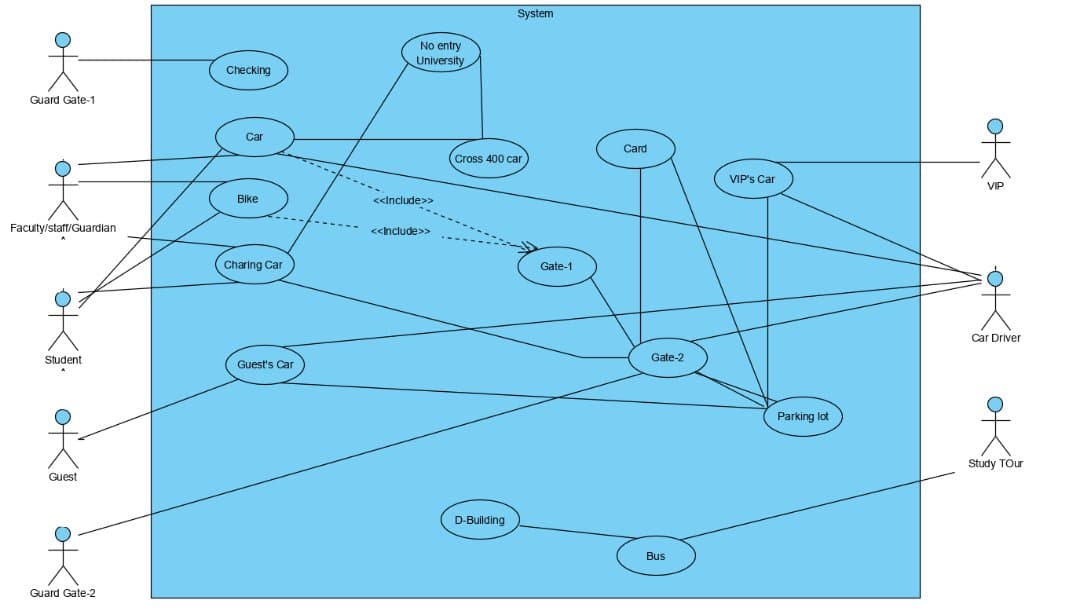 System
No entry
University
Guard Gate-1
Checking
Car
Cross 400 car
Card
VIP's Car
VIP
Faculty/staff/Guardian
Bike
<<Include>>
<<Include>>
Charing Car
Gate-1
Student
Car Driver
Guest's Car
Gate-2
Parking lot
Guest
Study TOur
D-Building
Bus
Guard Gate-2